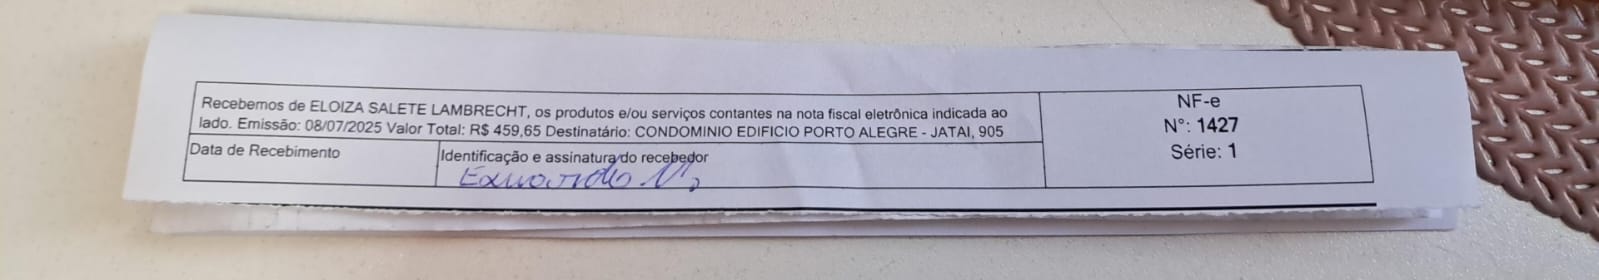 Recebemos de ELOIZA SALETE LAMBRECHT, os produtos e/ou serviços contantes na nota fiscal eletrônica indicada ao
lado. Emissão: 08/07/2025 Valor Total: R$ 459,65 Destinatário: CONDOMINIO EDIFICIO PORTO ALEGRE - JATAI, 905
NF-e
N°: 1427
Série: 1
Data de Recebimento
Identificação e assinatura do recebedor